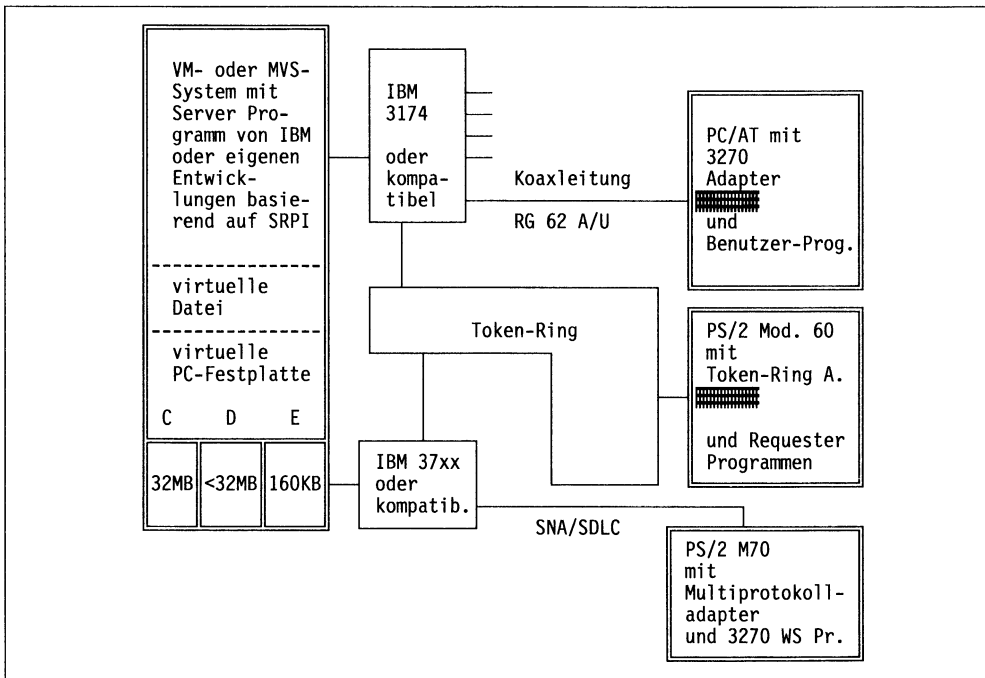 VM- oder MVS-
System mit
Server Pro-
gramm von IBM
oder eigenen
Entwick-
lungen basie-
rend auf SRPI
virtuelle
Datei
virtuelle
PC-Festplatte
C D E
32MB <32MB 160KB
IBM
3174
oder
kompa-
tibel
Koaxleitung
RG 62 A/U
PC/AT mit
3270
Adapter
und
Benutzer-Prog.
Token-Ring
PS/2 Mod. 60
mit
Token-Ring A.
und Requester
Programmen
IBM 37xx
oder
kompatib.
SNA/SDLC
PS/2 M70
mit
Multiprotokoll-
adapter
und 3270 WS Pr.